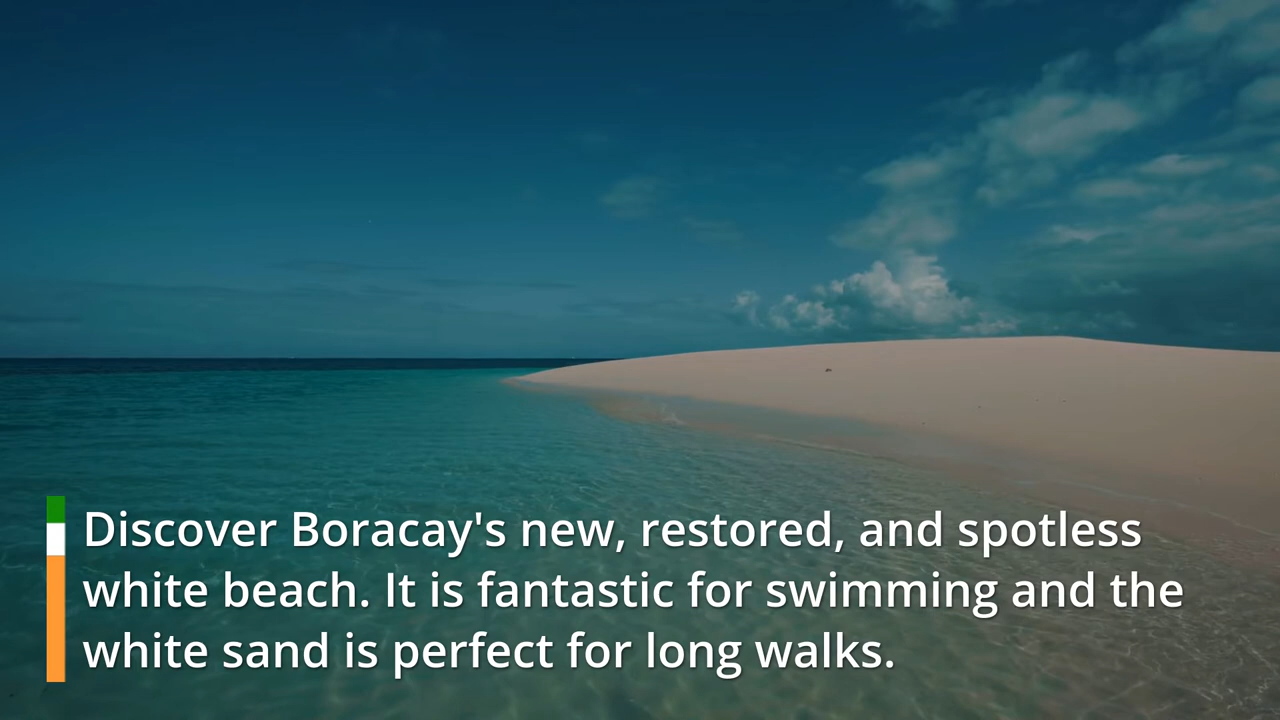 Discover Boracay's new, restored, and spotless
white beach. It is fantastic for swimming and the
white sand is perfect for long walks.